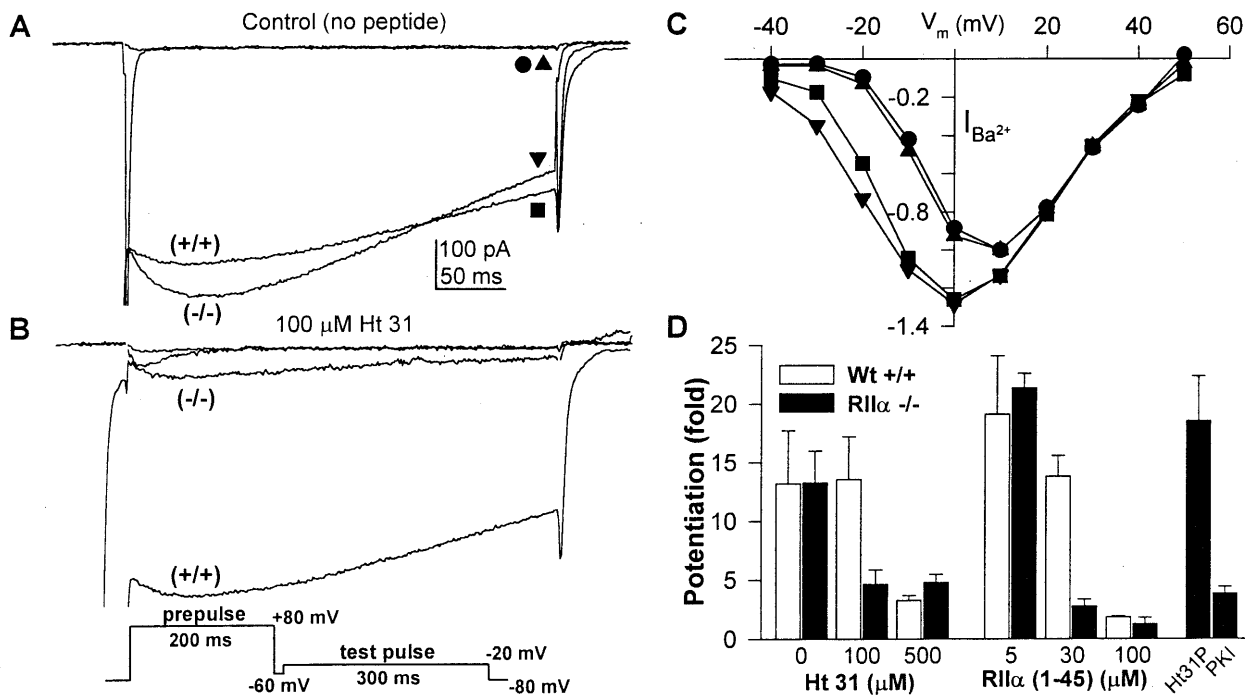 A
Control (no peptide)
(+/+)
(-/-)
100 pA
50 ms
B
100 μM Ht 31
(-/-)
(+/+)
prepulse
+80 mV
200 ms
-60 mV
test pulse
300 ms
-20 mV
-80 mV
C
Vm (mV)
-40 -20 20 40 60
-0.2
IBa2+
-0.8
-1.4
D
Potentiation (fold)
25
20
15
10
5
0
Wt +/+
RIIα -/-
0 100 500
Ht 31 (μM)
5 30 100
RIIα (1-45) (μM)
Ht31P
PKI